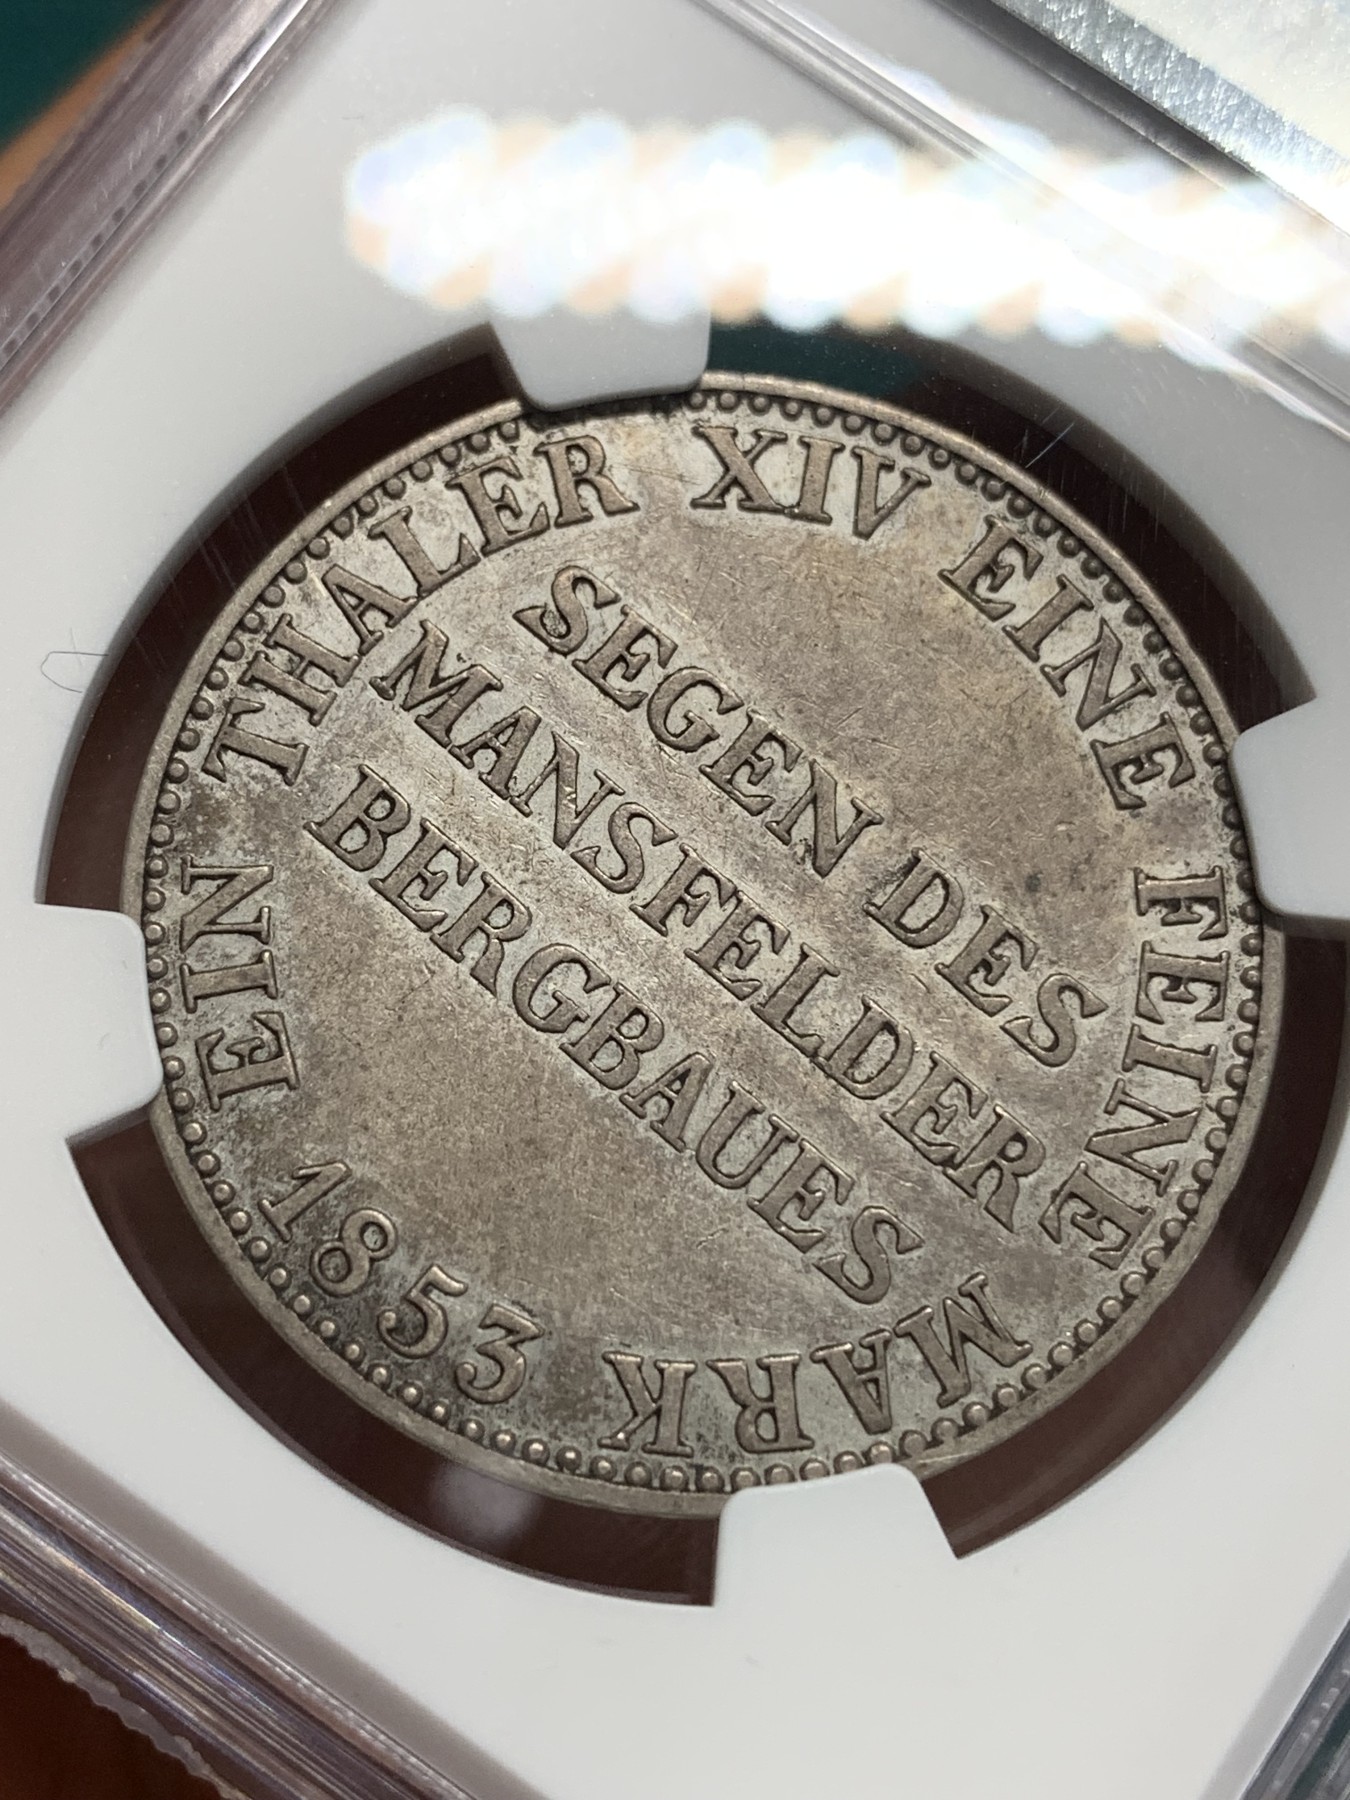 EIN THALER XIV EINE FEINE MARK
SEGEN DES
MANSFELDER
BERGBAUES
1853